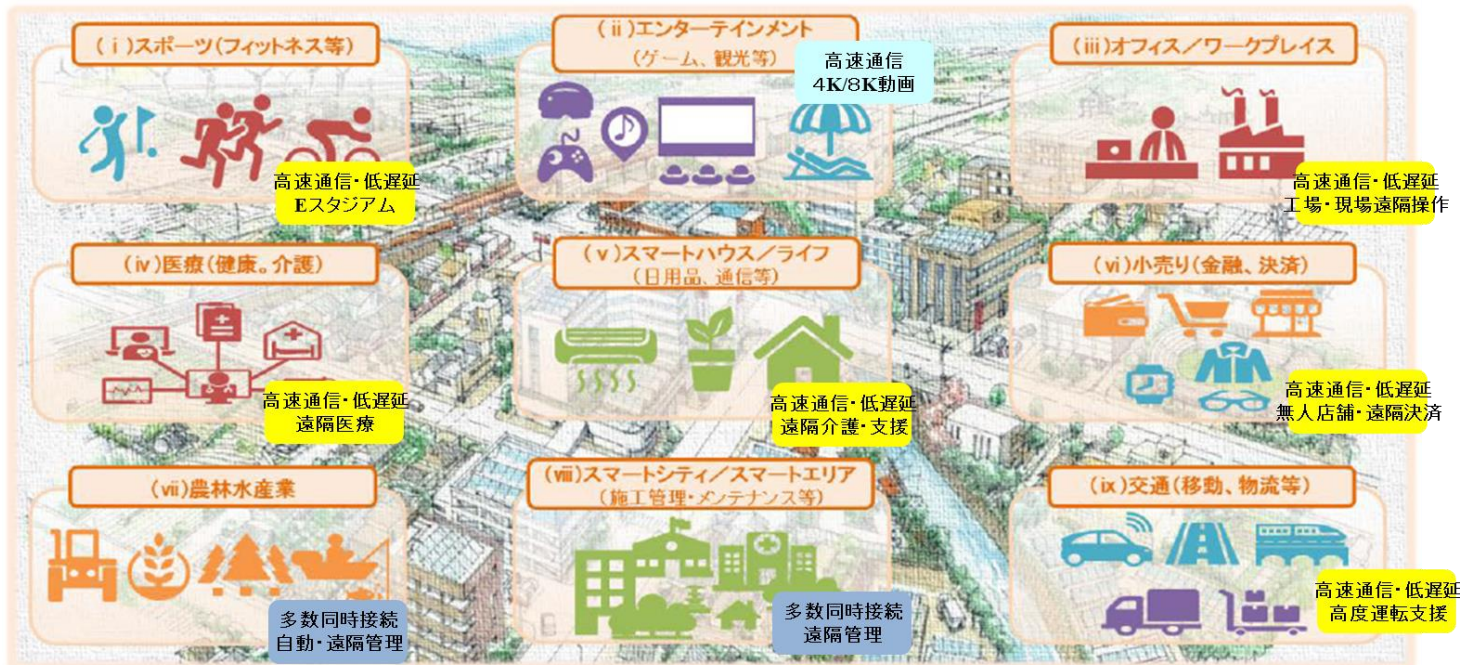 (ⅰ)スポーツ(フィットネス等)
高速通信・低遅延
Eスタジアム
(ⅱ)エンターテインメント
(ゲーム、観光等)
高速通信
4K/8K動画
(ⅲ)オフィス／ワークプレイス
高速通信・低遅延
工場・現場遠隔操作
(ⅳ)医療(健康。介護)
高速通信・低遅延
遠隔医療
(ⅴ)スマートハウス／ライフ
(日用品、通信等)
高速通信・低遅延
遠隔介護・支援
(ⅵ)小売り(金融、決済)
高速通信・低遅延
無人店舗・遠隔決済
(ⅶ)農林水産業
多数同時接続
自動・遠隔管理
(ⅷ)スマートシティ／スマートエリア
(施工管理・メンテナンス等)
多数同時接続
遠隔管理
(ⅸ)交通(移動、物流等)
高速通信・低遅延
高度運転支援